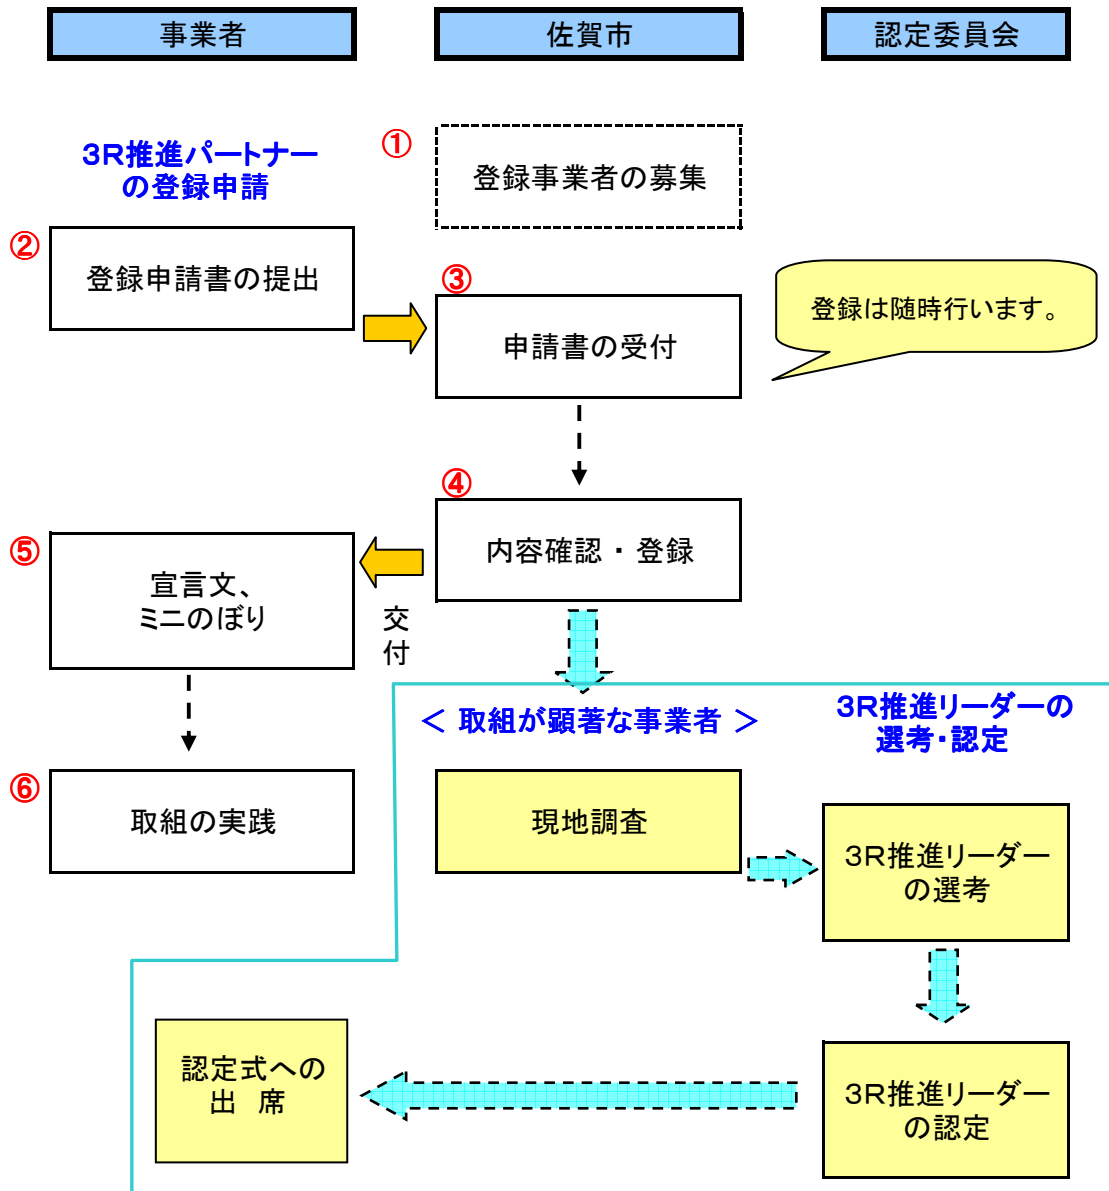 事業者
佐賀市
認定委員会
3R推進パートナー
の登録申請
①
登録事業者の募集
②
登録申請書の提出
③
申請書の受付
登録は随時行います。
④
内容確認・登録
⑤
宣言文、
ミニのぼり
交
付
＜ 取組が顕著な事業者 ＞
3R推進リーダーの
選考・認定
⑥
取組の実践
現地調査
3R推進リーダー
の選考
認定式への
出 席
3R推進リーダー
の認定